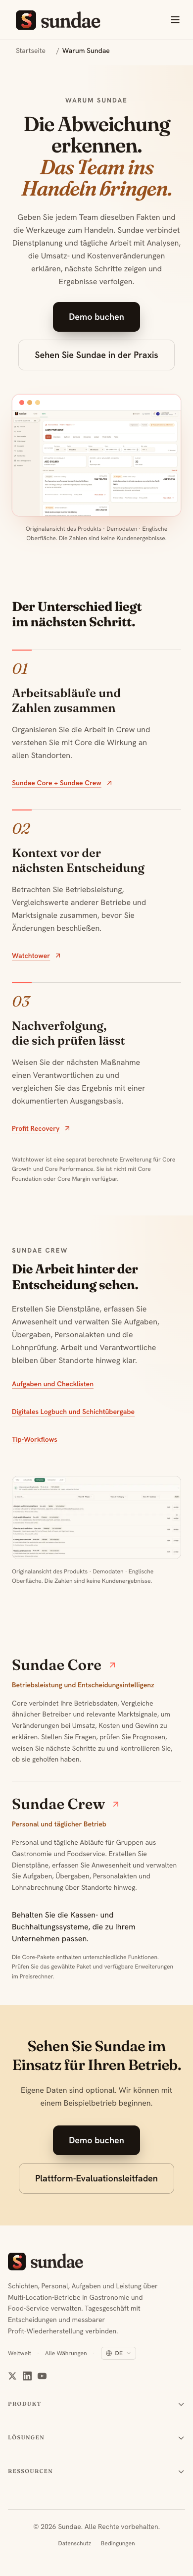 sundae
Startseite / Warum Sundae
WARUM SUNDAE
Die Abweichung
erkennen.
Das Team ins
Handeln bringen.
Geben Sie jedem Team dieselben Fakten und
die Werkzeuge zum Handeln. Sundae verbindet
Dienstplanung und tägliche Arbeit mit Analysen,
die Umsatz- und Kostenveränderungen
erklären, nächste Schritte zeigen und
Ergebnisse verfolgen.
Demo buchen
Sehen Sie Sundae in der Praxis
Originalansicht des Produkts · Demodaten · Englische
Oberfläche. Die Zahlen sind keine Kundenergebnisse.
Der Unterschied liegt
im nächsten Schritt.
01
Arbeitsabläufe und
Zahlen zusammen
Organisieren Sie die Arbeit in Crew und
verstehen Sie mit Core die Wirkung an
allen Standorten.
Sundae Core + Sundae Crew
02
Kontext vor der
nächsten Entscheidung
Betrachten Sie Betriebsleistung,
Vergleichswerte anderer Betriebe und
Marktsignale zusammen, bevor Sie
Änderungen beschließen.
Watchtower
03
Nachverfolgung,
die sich prüfen lässt
Weisen Sie der nächsten Maßnahme
einen Verantwortlichen zu und
vergleichen Sie das Ergebnis mit einer
dokumentierten Ausgangsbasis.
Profit Recovery
Watchtower ist eine separat berechnete Erweiterung für Core
Growth und Core Performance. Sie ist nicht mit Core
Foundation oder Core Margin verfügbar.
SUNDAE CREW
Die Arbeit hinter der
Entscheidung sehen.
Erstellen Sie Dienstpläne, erfassen Sie
Anwesenheit und verwalten Sie Aufgaben,
Übergaben, Personalakten und die
Lohnprüfung. Arbeit und Verantwortliche
bleiben über Standorte hinweg klar.
Aufgaben und Checklisten
Digitales Logbuch und Schichtübergabe
Tip-Workflows
Originalansicht des Produkts · Demodaten · Englische
Oberfläche. Die Zahlen sind keine Kundenergebnisse.
Sundae Core
Betriebsleistung und Entscheidungsintelligenz
Core verbindet Ihre Betriebsdaten, Vergleiche
ähnlicher Betreiber und relevante Marktsignale, um
Veränderungen bei Umsatz, Kosten und Gewinn zu
erklären. Stellen Sie Fragen, prüfen Sie Prognosen,
weisen Sie nächste Schritte zu und kontrollieren Sie,
ob sie geholfen haben.
Sundae Crew
Personal und täglicher Betrieb
Personal und tägliche Abläufe für Gruppen aus
Gastronomie und Foodservice. Erstellen Sie
Dienstpläne, erfassen Sie Anwesenheit und verwalten
Sie Aufgaben, Übergaben, Personalakten und
Lohnabrechnung über Standorte hinweg.
Behalten Sie die Kassen- und
Buchhaltungssysteme, die zu Ihrem
Unternehmen passen.
Die Core-Pakete enthalten unterschiedliche Funktionen.
Prüfen Sie das gewählte Paket und verfügbare Erweiterungen
im Preisrechner.
Sehen Sie Sundae im
Einsatz für Ihren Betrieb.
Eigene Daten sind optional. Wir können mit
einem Beispielbetrieb beginnen.
Demo buchen
Plattform-Evaluationsleitfaden
sundae
Schichten, Personal, Aufgaben und Leistung über
Multi-Location-Betriebe in Gastronomie und
Food-Service verwalten. Tagesgeschäft mit
Entscheidungen und messbarer
Profit-Wiederherstellung verbinden.
Weltweit Alle Währungen DE
PRODUKT
LÖSUNGEN
RESSOURCEN
© 2026 Sundae. Alle Rechte vorbehalten.
Datenschutz Bedingungen